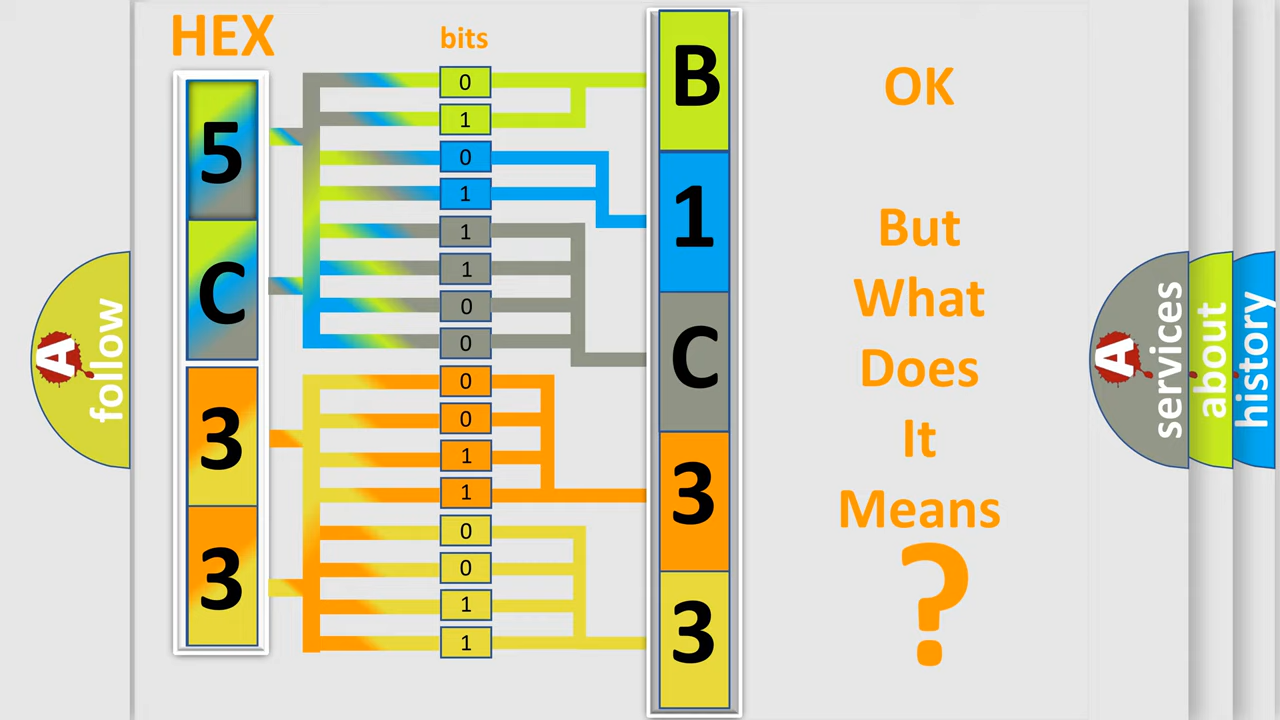 HEX
bits
5
C
3
3
0
1
0
1
1
1
0
0
0
0
1
1
0
0
1
1
B
1
C
3
3
OK
But
What
Does
It
Means
?
A
follow
A
services
about
history